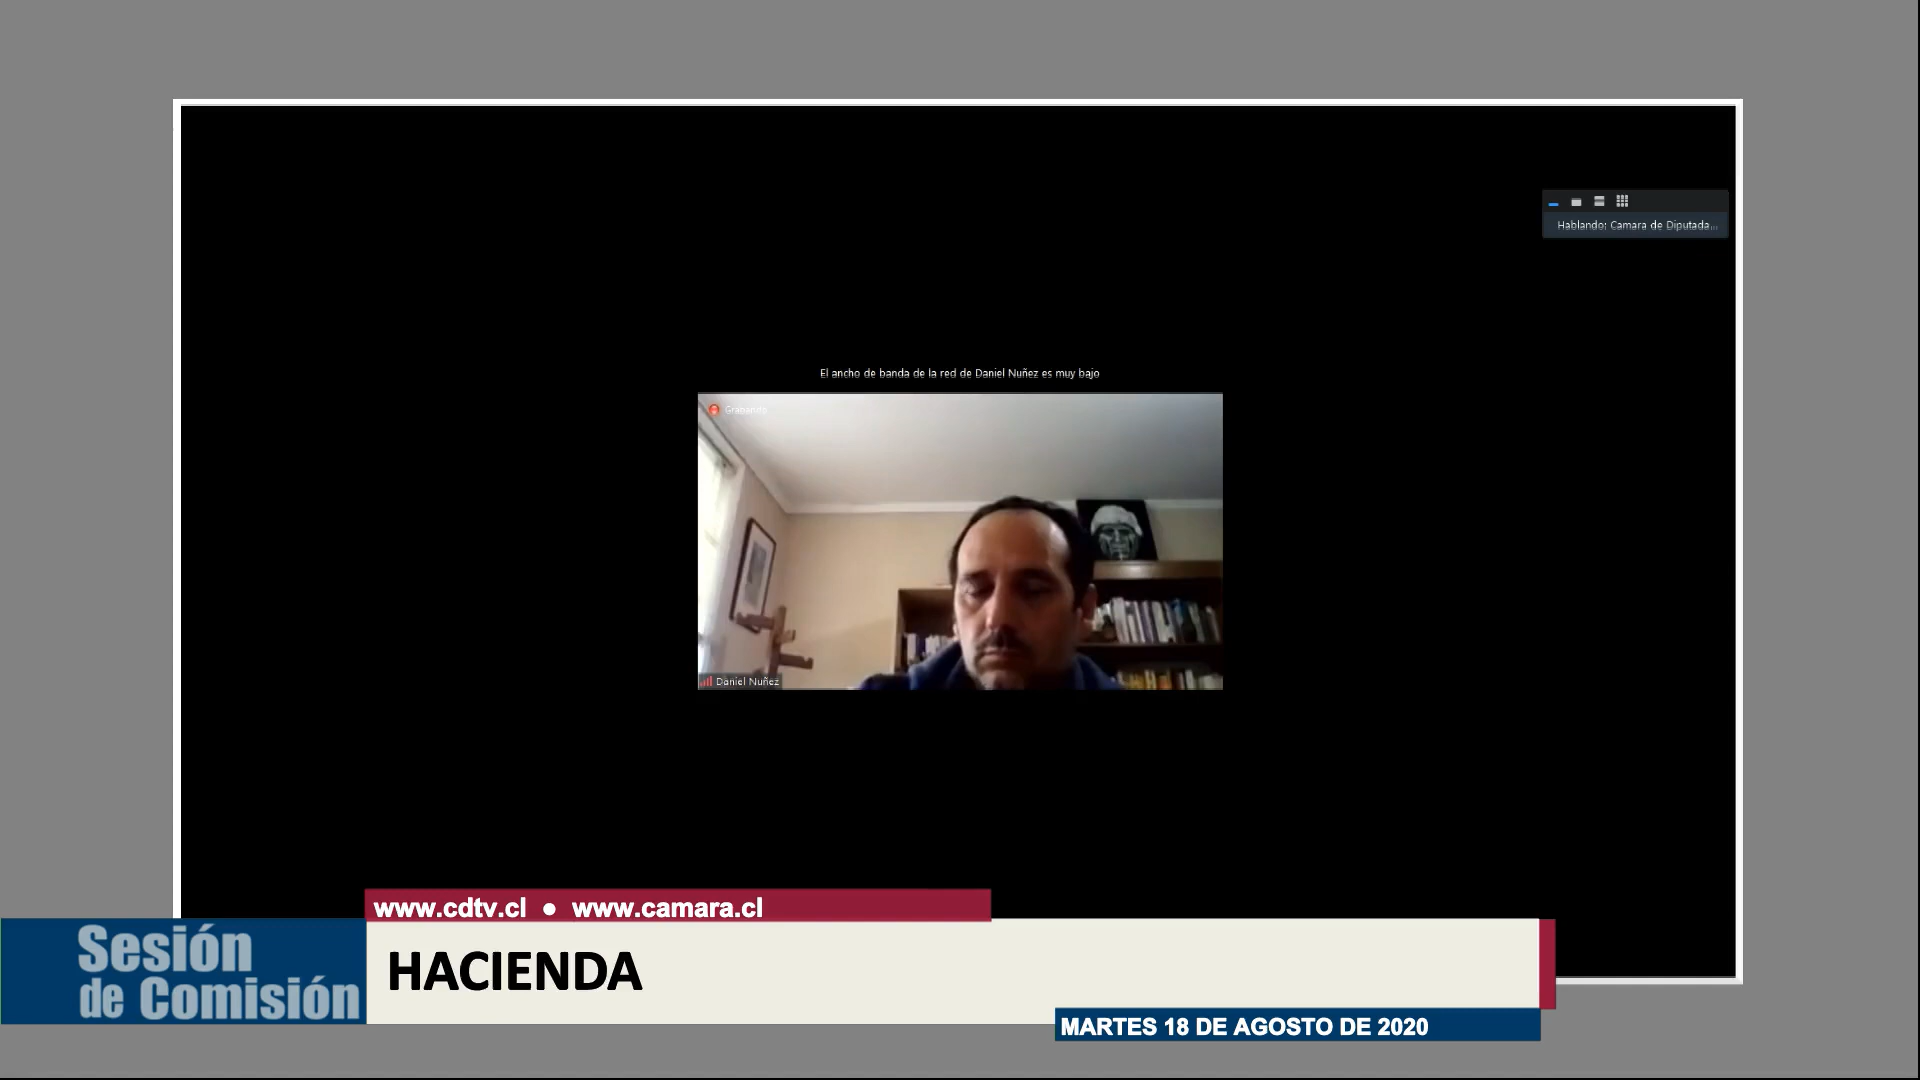 Hablando: Camara de Diputada...
El ancho de banda de la red de Daniel Nuñez es muy bajo
Grabando
Daniel Nuñez
www.cdtv.cl ● www.camara.cl
Sesión
de Comisión
HACIENDA
MARTES 18 DE AGOSTO DE 2020